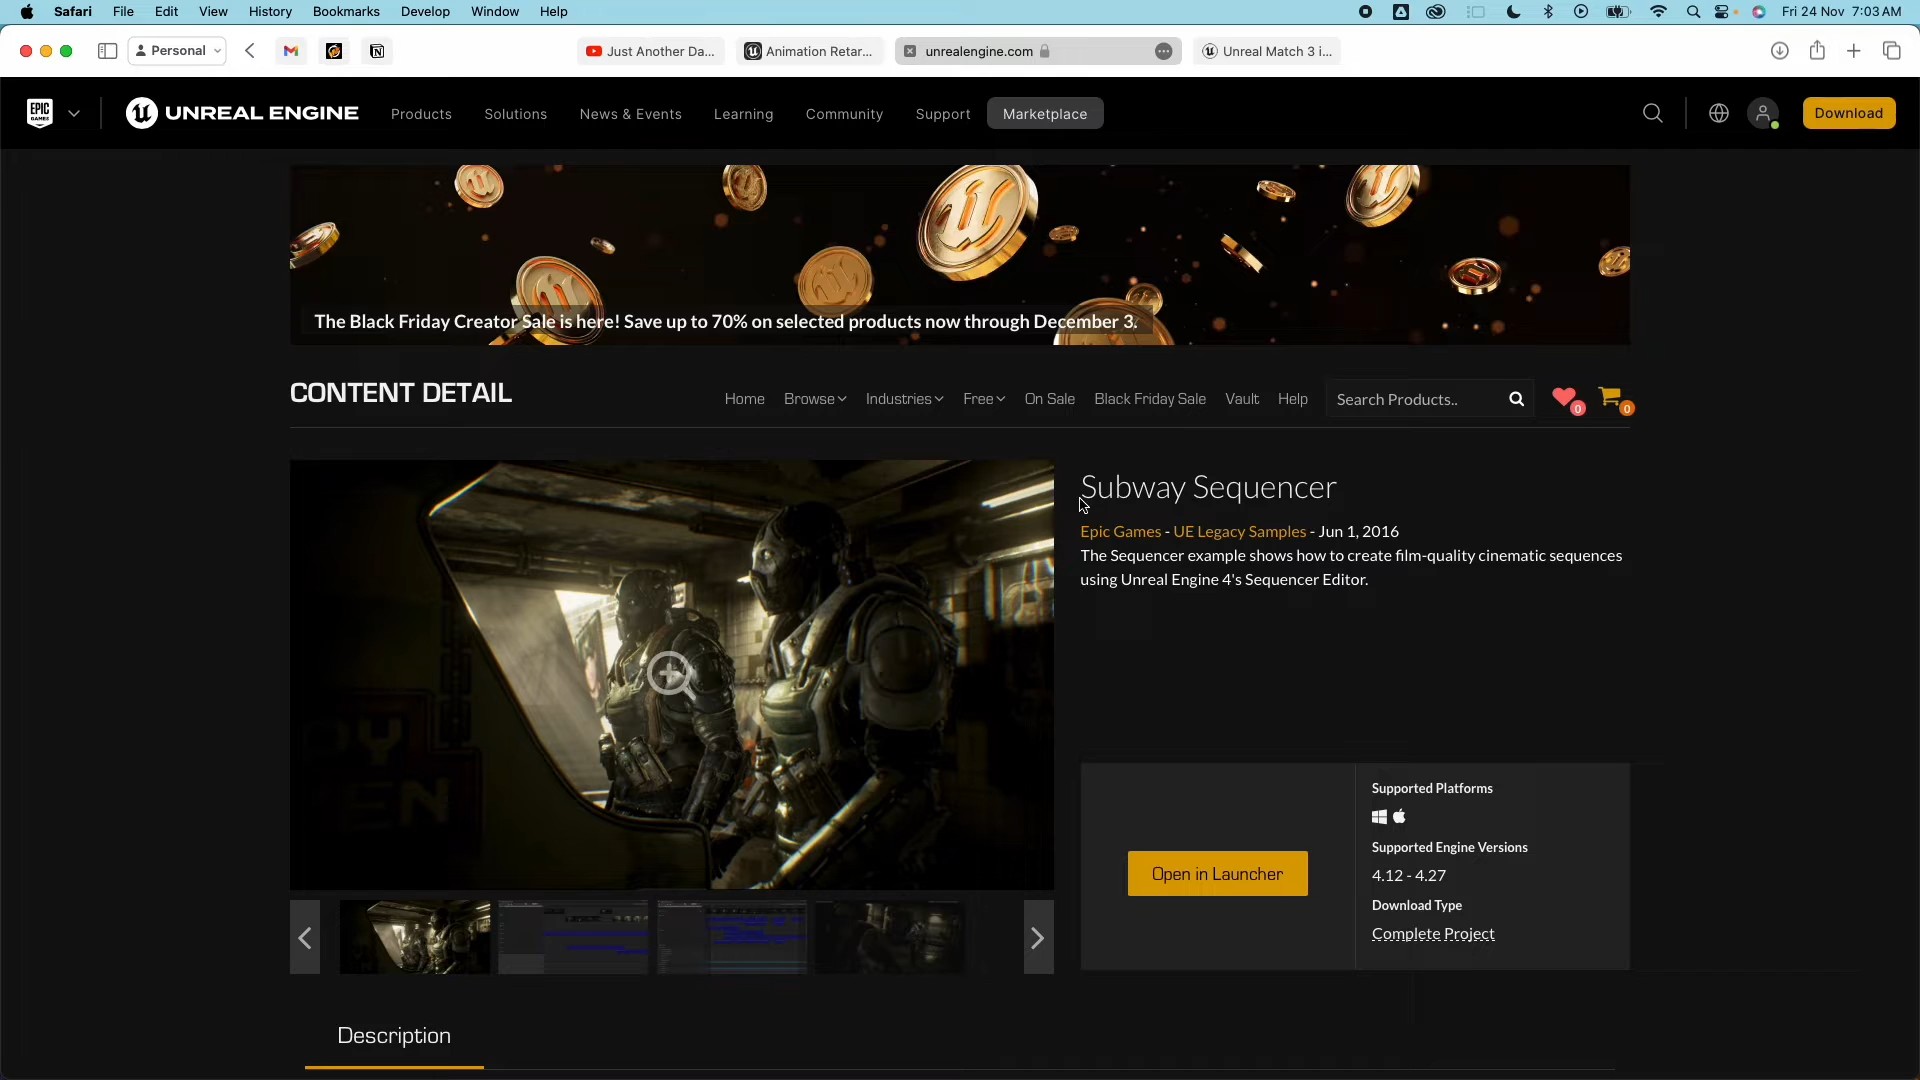 Safari File Edit View History Bookmarks Develop Window Help Fri 24 Nov 7:03 AM
Personal Just Another Da... Animation Retar... unrealengine.com Unreal Match 3 i...
EPIC GAMES UNREAL ENGINE Products Solutions News & Events Learning Community Support Marketplace Download
The Black Friday Creator Sale is here! Save up to 70% on selected products now through December 3.
CONTENT DETAIL Home Browse Industries Free On Sale Black Friday Sale Vault Help Search Products.. 0 0
Subway Sequencer
Epic Games - UE Legacy Samples - Jun 1, 2016
The Sequencer example shows how to create film-quality cinematic sequences
using Unreal Engine 4's Sequencer Editor.
Supported Platforms
Supported Engine Versions
Open in Launcher
4.12 - 4.27
Download Type
Complete Project
Description